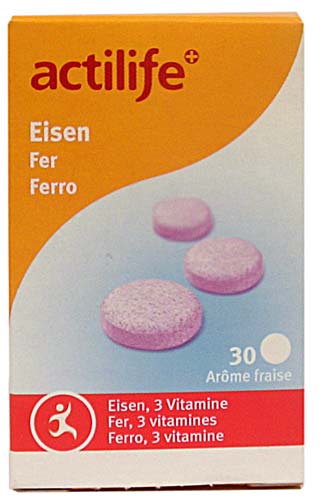 actilife+
Eisen
Fer
Ferro
30
Arôme fraise
Eisen, 3 Vitamine
Fer, 3 vitamines
Ferro, 3 vitamine